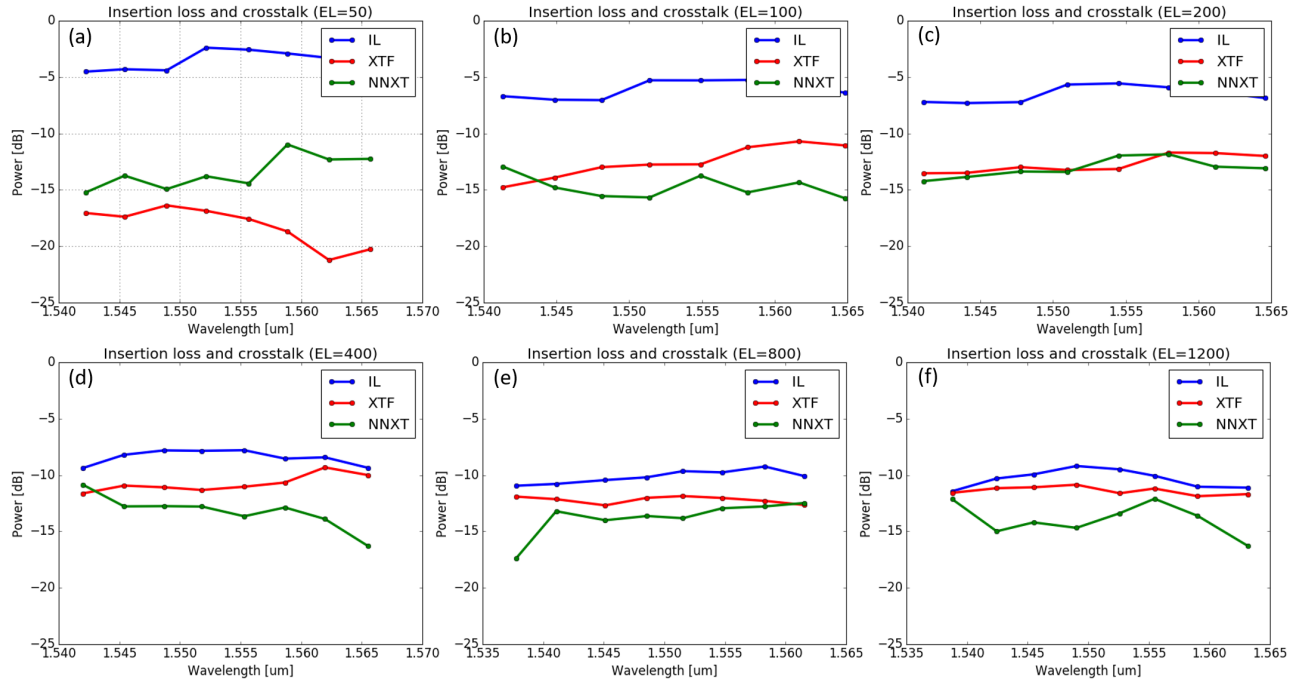 Insertion loss and crosstalk (EL=50)
(a)
IL
XTF
NNXT
Power [dB]
0
−5
−10
−15
−20
−25
1.540 1.545 1.550 1.555 1.560 1.565 1.570
Wavelength [um]
Insertion loss and crosstalk (EL=100)
(b)
IL
XTF
NNXT
Power [dB]
0
−5
−10
−15
−20
−25
1.540 1.545 1.550 1.555 1.560 1.565
Wavelength [um]
Insertion loss and crosstalk (EL=200)
(c)
IL
XTF
NNXT
Power [dB]
0
−5
−10
−15
−20
−25
1.540 1.545 1.550 1.555 1.560 1.565
Wavelength [um]
Insertion loss and crosstalk (EL=400)
(d)
IL
XTF
NNXT
Power [dB]
0
−5
−10
−15
−20
−25
1.540 1.545 1.550 1.555 1.560 1.565 1.570
Wavelength [um]
Insertion loss and crosstalk (EL=800)
(e)
IL
XTF
NNXT
Power [dB]
0
−5
−10
−15
−20
−25
1.535 1.540 1.545 1.550 1.555 1.560 1.565
Wavelength [um]
Insertion loss and crosstalk (EL=1200)
(f)
IL
XTF
NNXT
Power [dB]
0
−5
−10
−15
−20
−25
1.535 1.540 1.545 1.550 1.555 1.560 1.565
Wavelength [um]